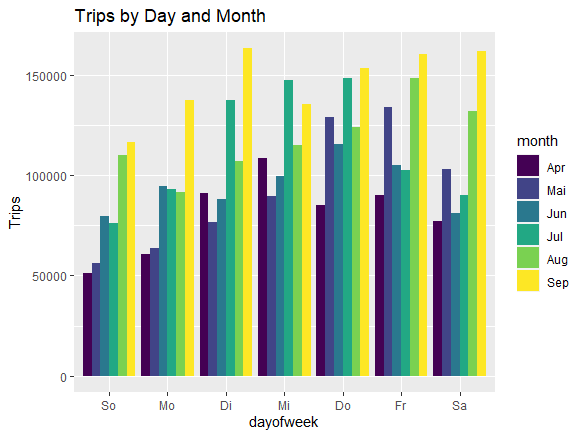 Trips by Day and Month
Trips
150000
100000
50000
0
So Mo Di Mi Do Fr Sa
dayofweek
month
Apr
Mai
Jun
Jul
Aug
Sep